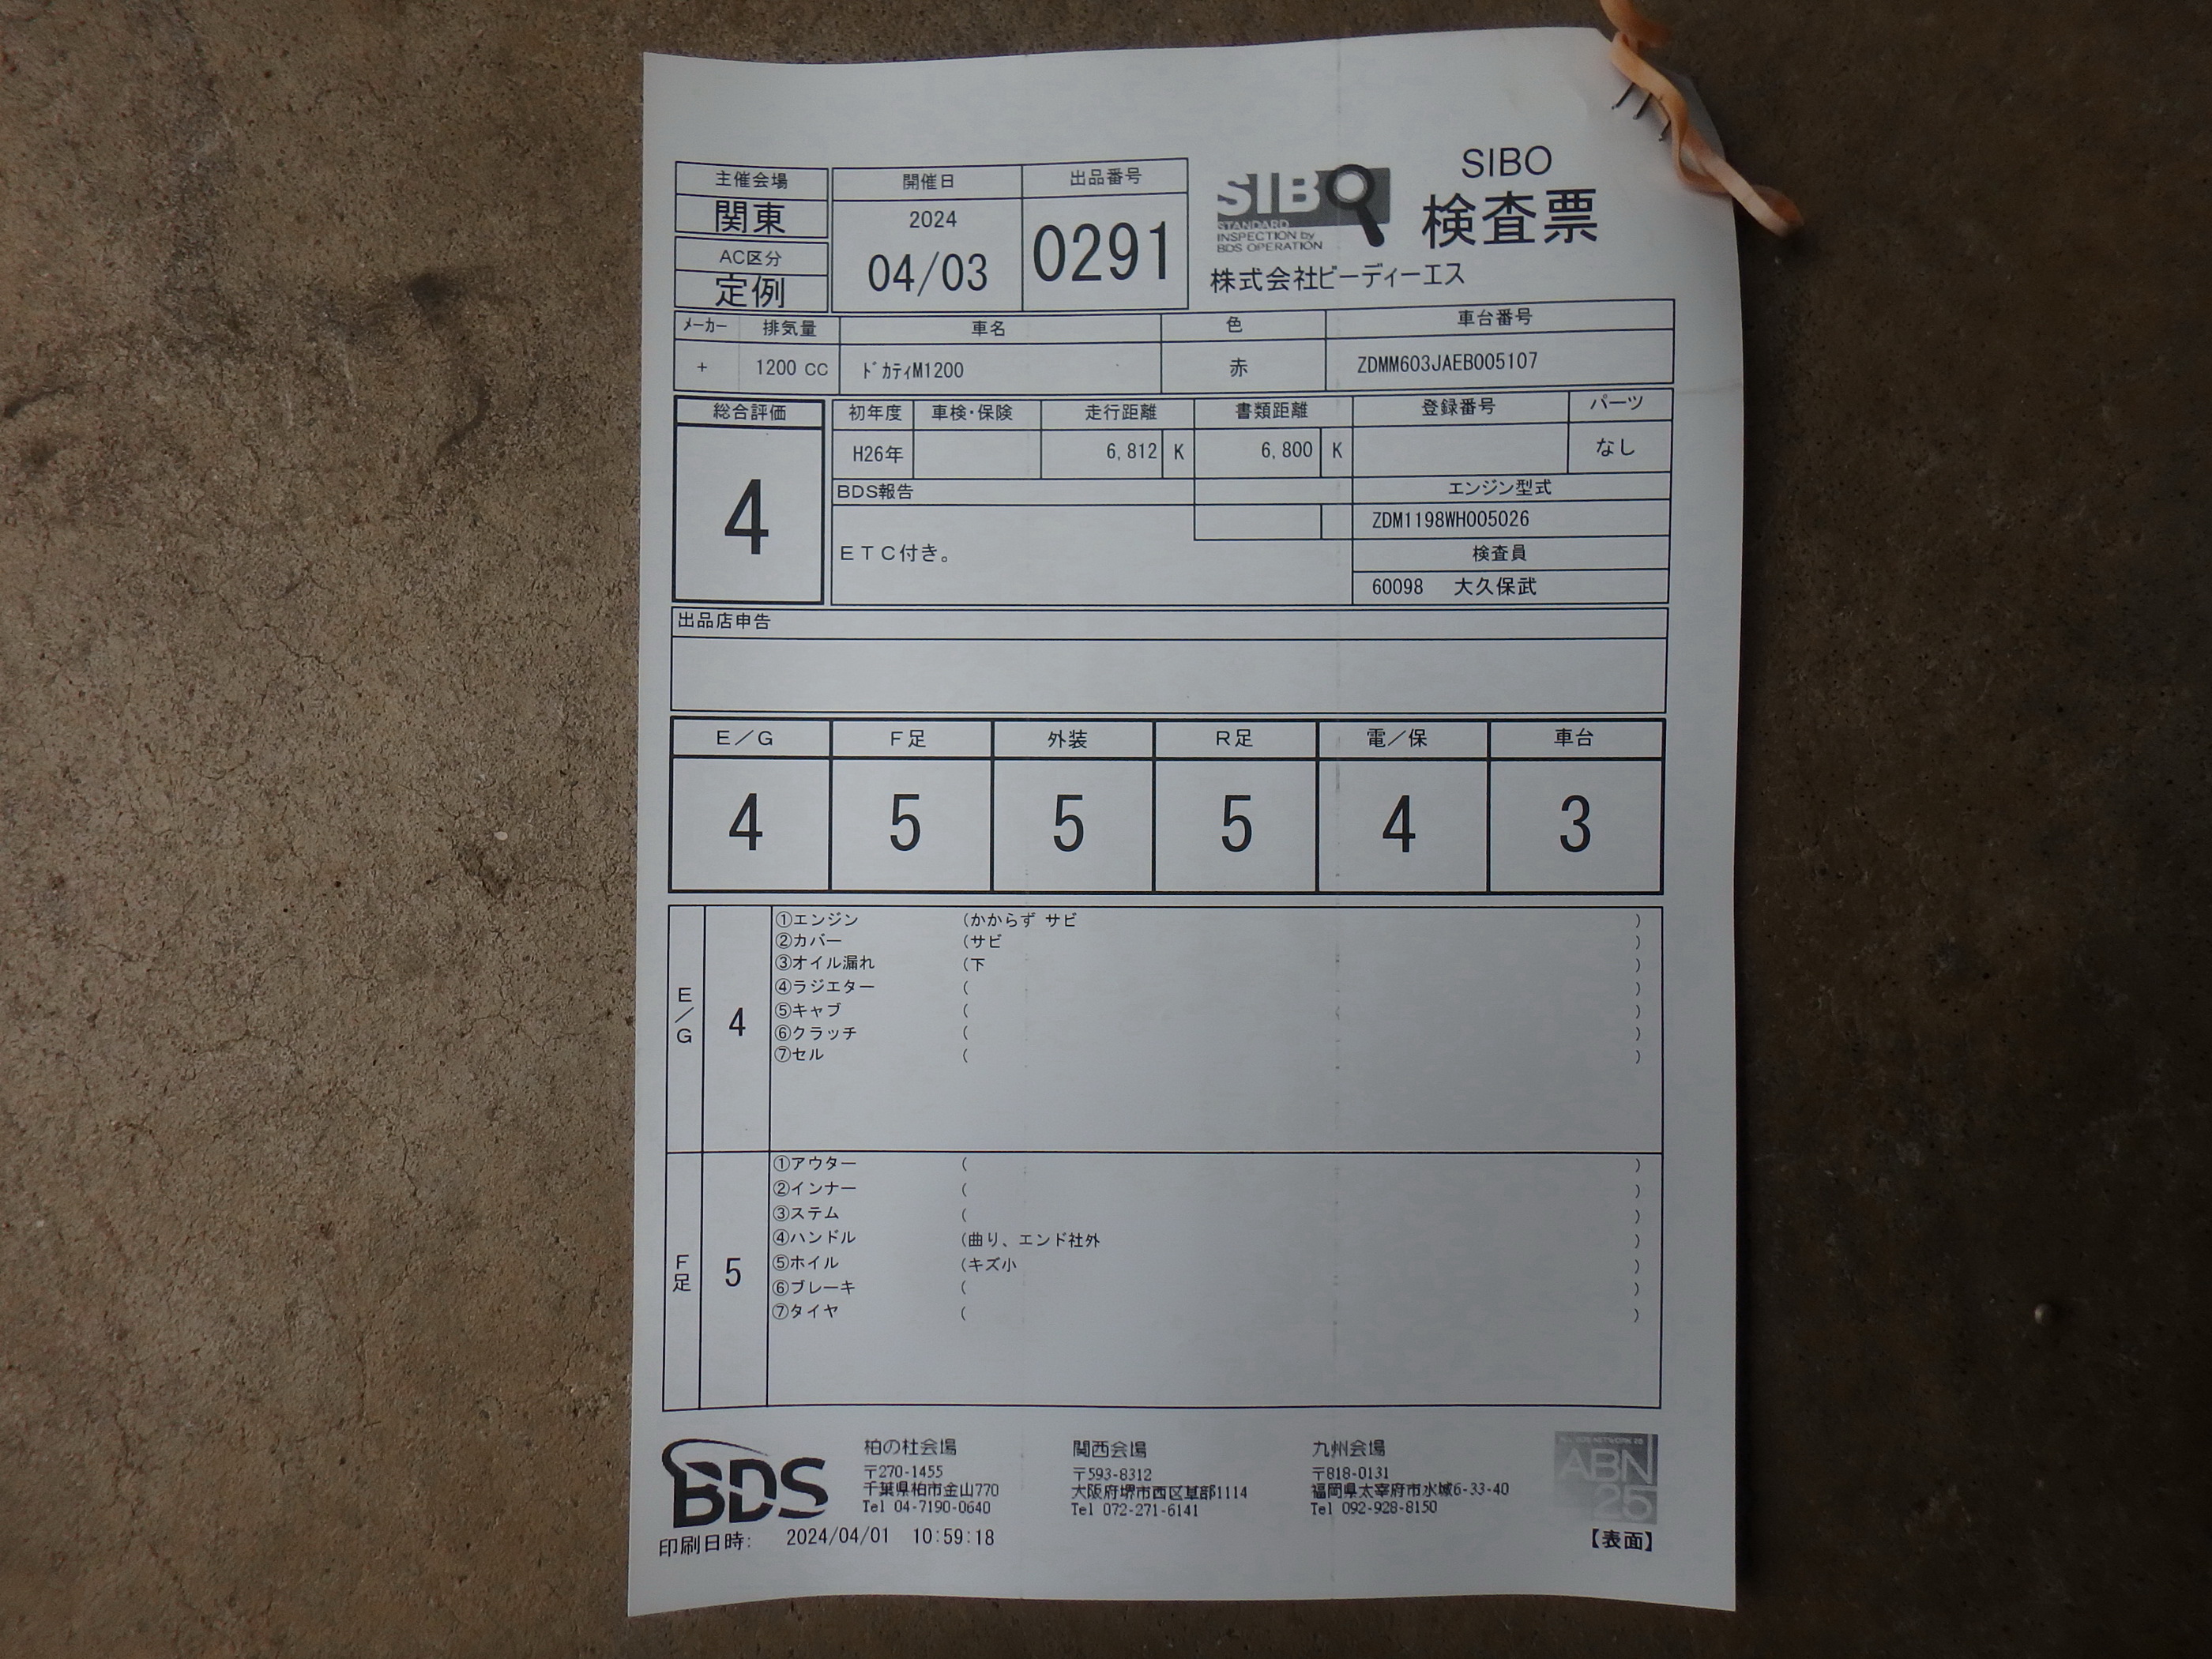 主催会場
関東
AC区分
定例
開催日
2024
04/03
出品番号
0291
SIBO
STANDARD
INSPECTION by
BDS OPERATION
SIBO
検査票
株式会社ビーディーエス
メーカー 排気量 車名 色 車台番号
+ 1200 CC ドカティM1200 赤 ZDMM603JAEB005107
総合評価
4
初年度 車検・保険 走行距離 書類距離 登録番号 パーツ
H26年 6,812 K 6,800 K なし
BDS報告
ETC付き。
エンジン型式
ZDM1198WH005026
検査員
60098 大久保武
出品店申告
E/G F足 外装 R足 電/保 車台
4 5 5 5 4 3
E/G
4
①エンジン (かからず サビ )
②カバー (サビ )
③オイル漏れ (下 )
④ラジエター ( )
⑤キャブ ( )
⑥クラッチ ( )
⑦セル ( )
F足
5
①アウター ( )
②インナー ( )
③ステム ( )
④ハンドル (曲り、エンド社外 )
⑤ホイル (キズ小 )
⑥ブレーキ ( )
⑦タイヤ ( )
BDS
柏の杜会場
〒270-1455
千葉県柏市金山770
Tel 04-7190-0640
関西会場
〒593-8312
大阪府堺市西区草部1114
Tel 072-271-6141
九州会場
〒818-0131
福岡県太宰府市水城6-33-40
Tel 092-928-8150
ABN
25
印刷日時: 2024/04/01 10:59:18
【表面】